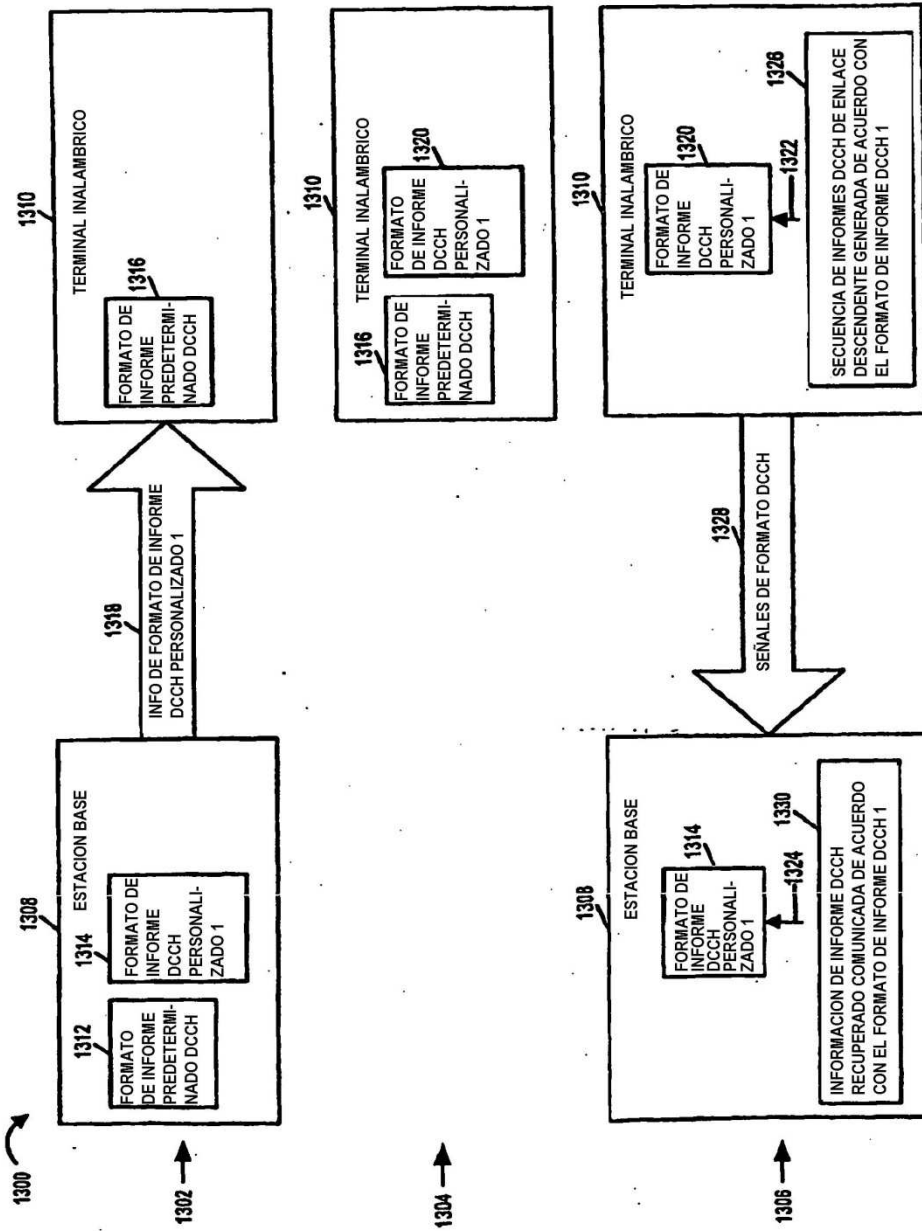 1300
1302
1308
ESTACION BASE
1312
FORMATO
DE INFORME
PREDETERMI-
NADO DCCH
1314
FORMATO DE
INFORME
DCCH
PERSONALI-
ZADO 1
1318
INFO DE FORMATO DE INFORME
DCCH PERSONALIZADO 1
1310
TERMINAL INALAMBRICO
1316
FORMATO DE
INFORME
PREDETERMI-
NADO DCCH
1304
1310
TERMINAL INALAMBRICO
1316
FORMATO DE
INFORME
PREDETERMI-
NADO DCCH
1320
FORMATO
DE INFORME
DCCH
PERSONALI-
ZADO 1
1306
1308
ESTACION BASE
1314
FORMATO DE
INFORME
DCCH
PERSONALI-
ZADO 1
1324
1330
INFORMACION DE INFORME DCCH
RECUPERADO COMUNICADA DE ACUERDO
CON EL FORMATO DE INFORME DCCH 1
1328
SEÑALES DE FORMATO DCCH
1310
TERMINAL INALAMBRICO
1320
FORMATO DE
INFORME
DCCH
PERSONALI-
ZADO 1
1322
1326
SECUENCIA DE INFORMES DCCH DE ENLACE
DESCENDENTE GENERADA DE ACUERDO CON
EL FORMATO DE INFORME DCCH 1